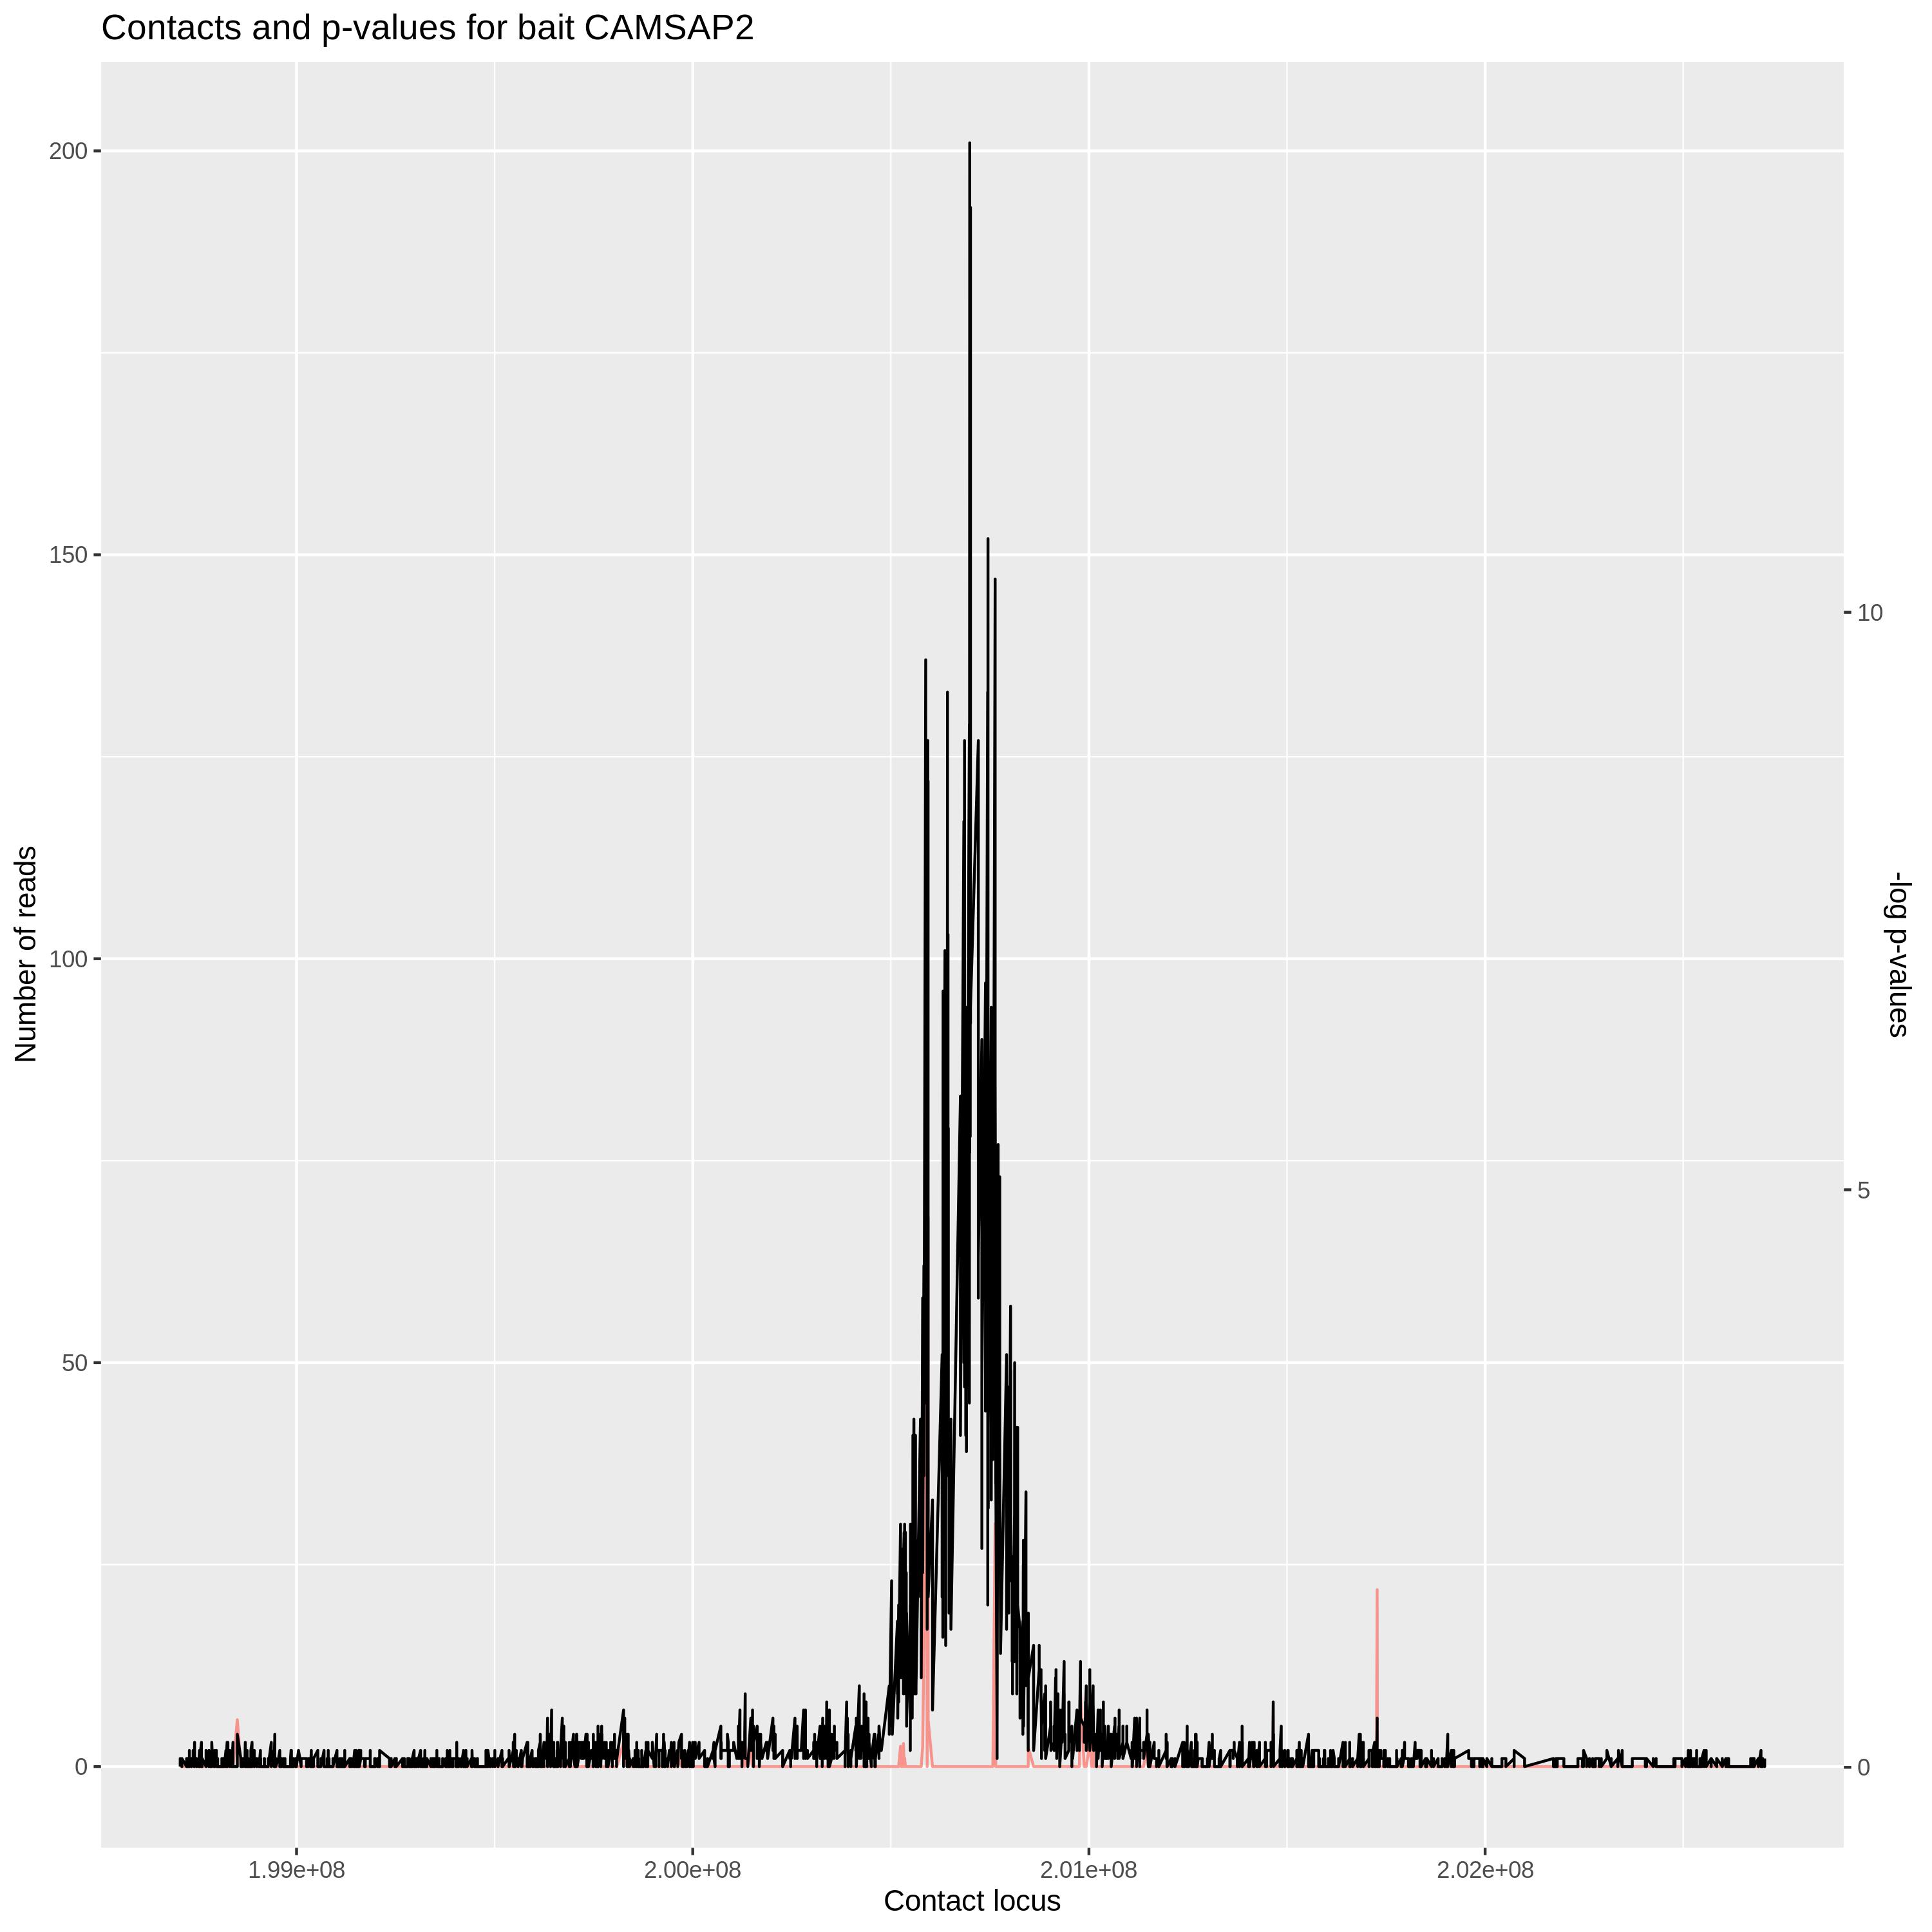 Contacts and p-values for bait CAMSAP2
200
150
100
50
0
Number of reads
10
5
0
-log p-values
1.99e+08
2.00e+08
2.01e+08
2.02e+08
Contact locus